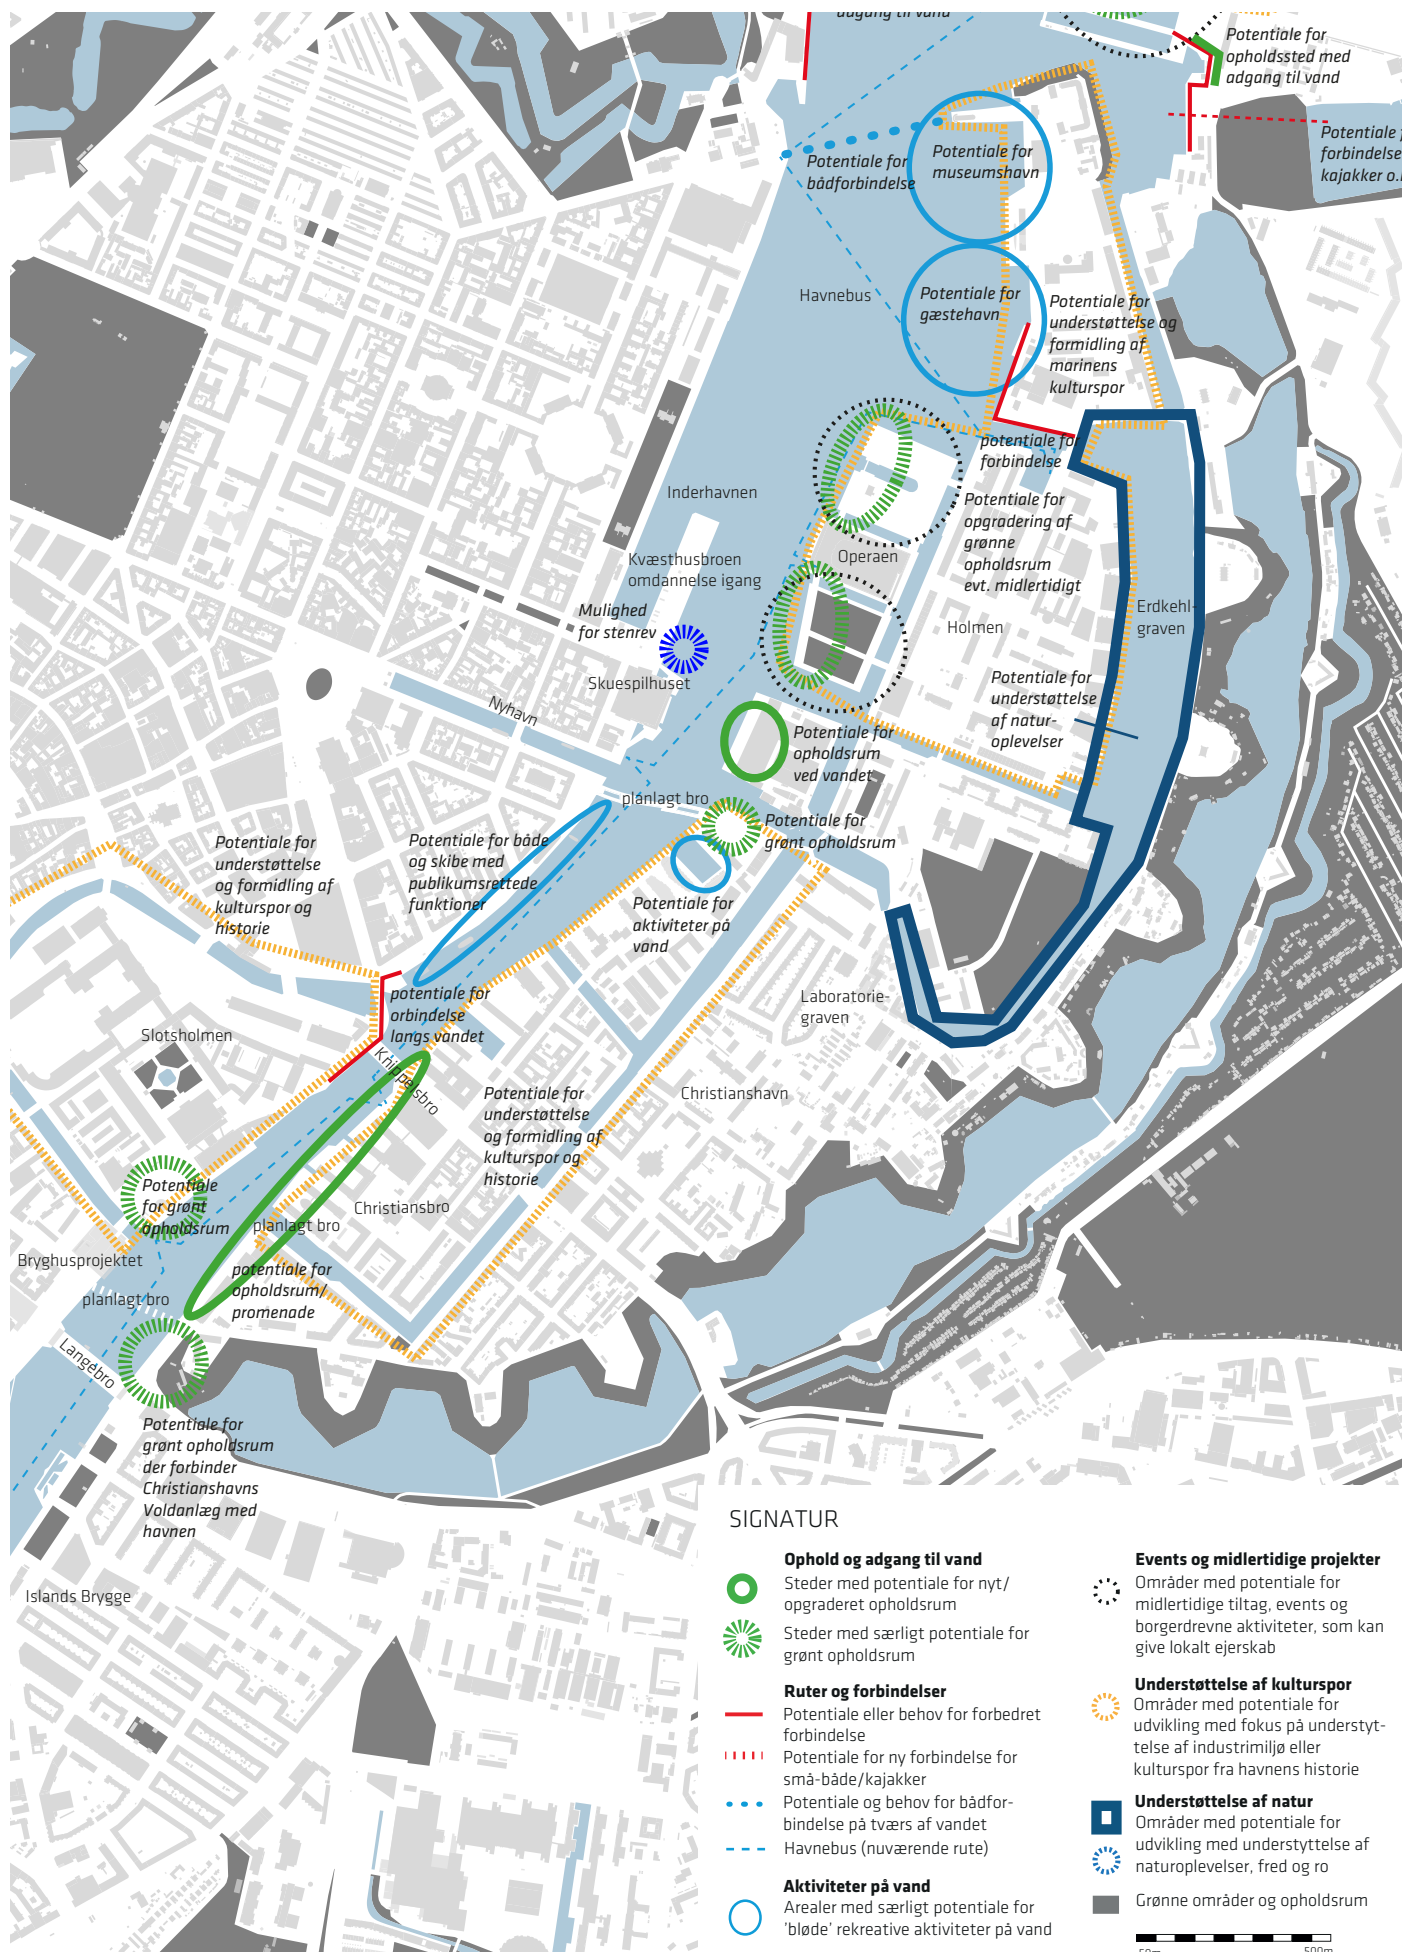 adgang til vand
Potentiale for
opholdssted med
adgang til vand
Potentiale
forbindelse
kajakker o.
Potentiale for
bådforbindelse
Potentiale for
museumshavn
Havnebus
Potentiale for
gæstehavn
Potentiale for
understøttelse og
formidling af
marinens
kulturspor
potentiale for
forbindelse
Inderhavnen
Potentiale for
opgradering af
grønne
opholdsrum
evt. midlertidigt
Kvæsthusbroen
omdannelse igang
Operaen
Mulighed
for stenrev
Holmen
Erdkehl-
graven
Skuespilhuset
Nyhavn
Potentiale for
understøttelse
af natur-
oplevelser
Potentiale for
opholdsrum
ved vandet
planlagt bro
Potentiale for
grønt opholdsrum
Potentiale for
understøttelse
og formidling af
kulturspor og
historie
Potentiale for både
og skibe med
publikumsrettede
funktioner
Potentiale for
aktiviteter på
vand
potentiale for
orbindelse
langs vandet
Laboratorie-
graven
Slotsholmen
Knippelsbro
Potentiale for
understøttelse
og formidling af
kulturspor og
historie
Christianshavn
Potentiale
for grønt
opholdsrum
Christiansbro
planlagt bro
Bryghusprojektet
potentiale for
opholdsrum/
promenade
planlagt bro
Langebro
Potentiale for
grønt opholdsrum
der forbinder
Christianshavns
Voldanlæg med
havnen
Islands Brygge
SIGNATUR
Ophold og adgang til vand
Steder med potentiale for nyt/
opgraderet opholdsrum
Steder med særligt potentiale for
grønt opholdsrum
Ruter og forbindelser
Potentiale eller behov for forbedret
forbindelse
Potentiale for ny forbindelse for
små-både/kajakker
Potentiale og behov for bådfor-
bindelse på tværs af vandet
Havnebus (nuværende rute)
Aktiviteter på vand
Arealer med særligt potentiale for
'bløde' rekreative aktiviteter på vand
Events og midlertidige projekter
Områder med potentiale for
midlertidige tiltag, events og
borgerdrevne aktiviteter, som kan
give lokalt ejerskab
Understøttelse af kulturspor
Områder med potentiale for
udvikling med fokus på understyt-
telse af industrimiljø eller
kulturspor fra havnens historie
Understøttelse af natur
Områder med potentiale for
udvikling med understyttelse af
naturoplevelser, fred og ro
Grønne områder og opholdsrum
50m
500m